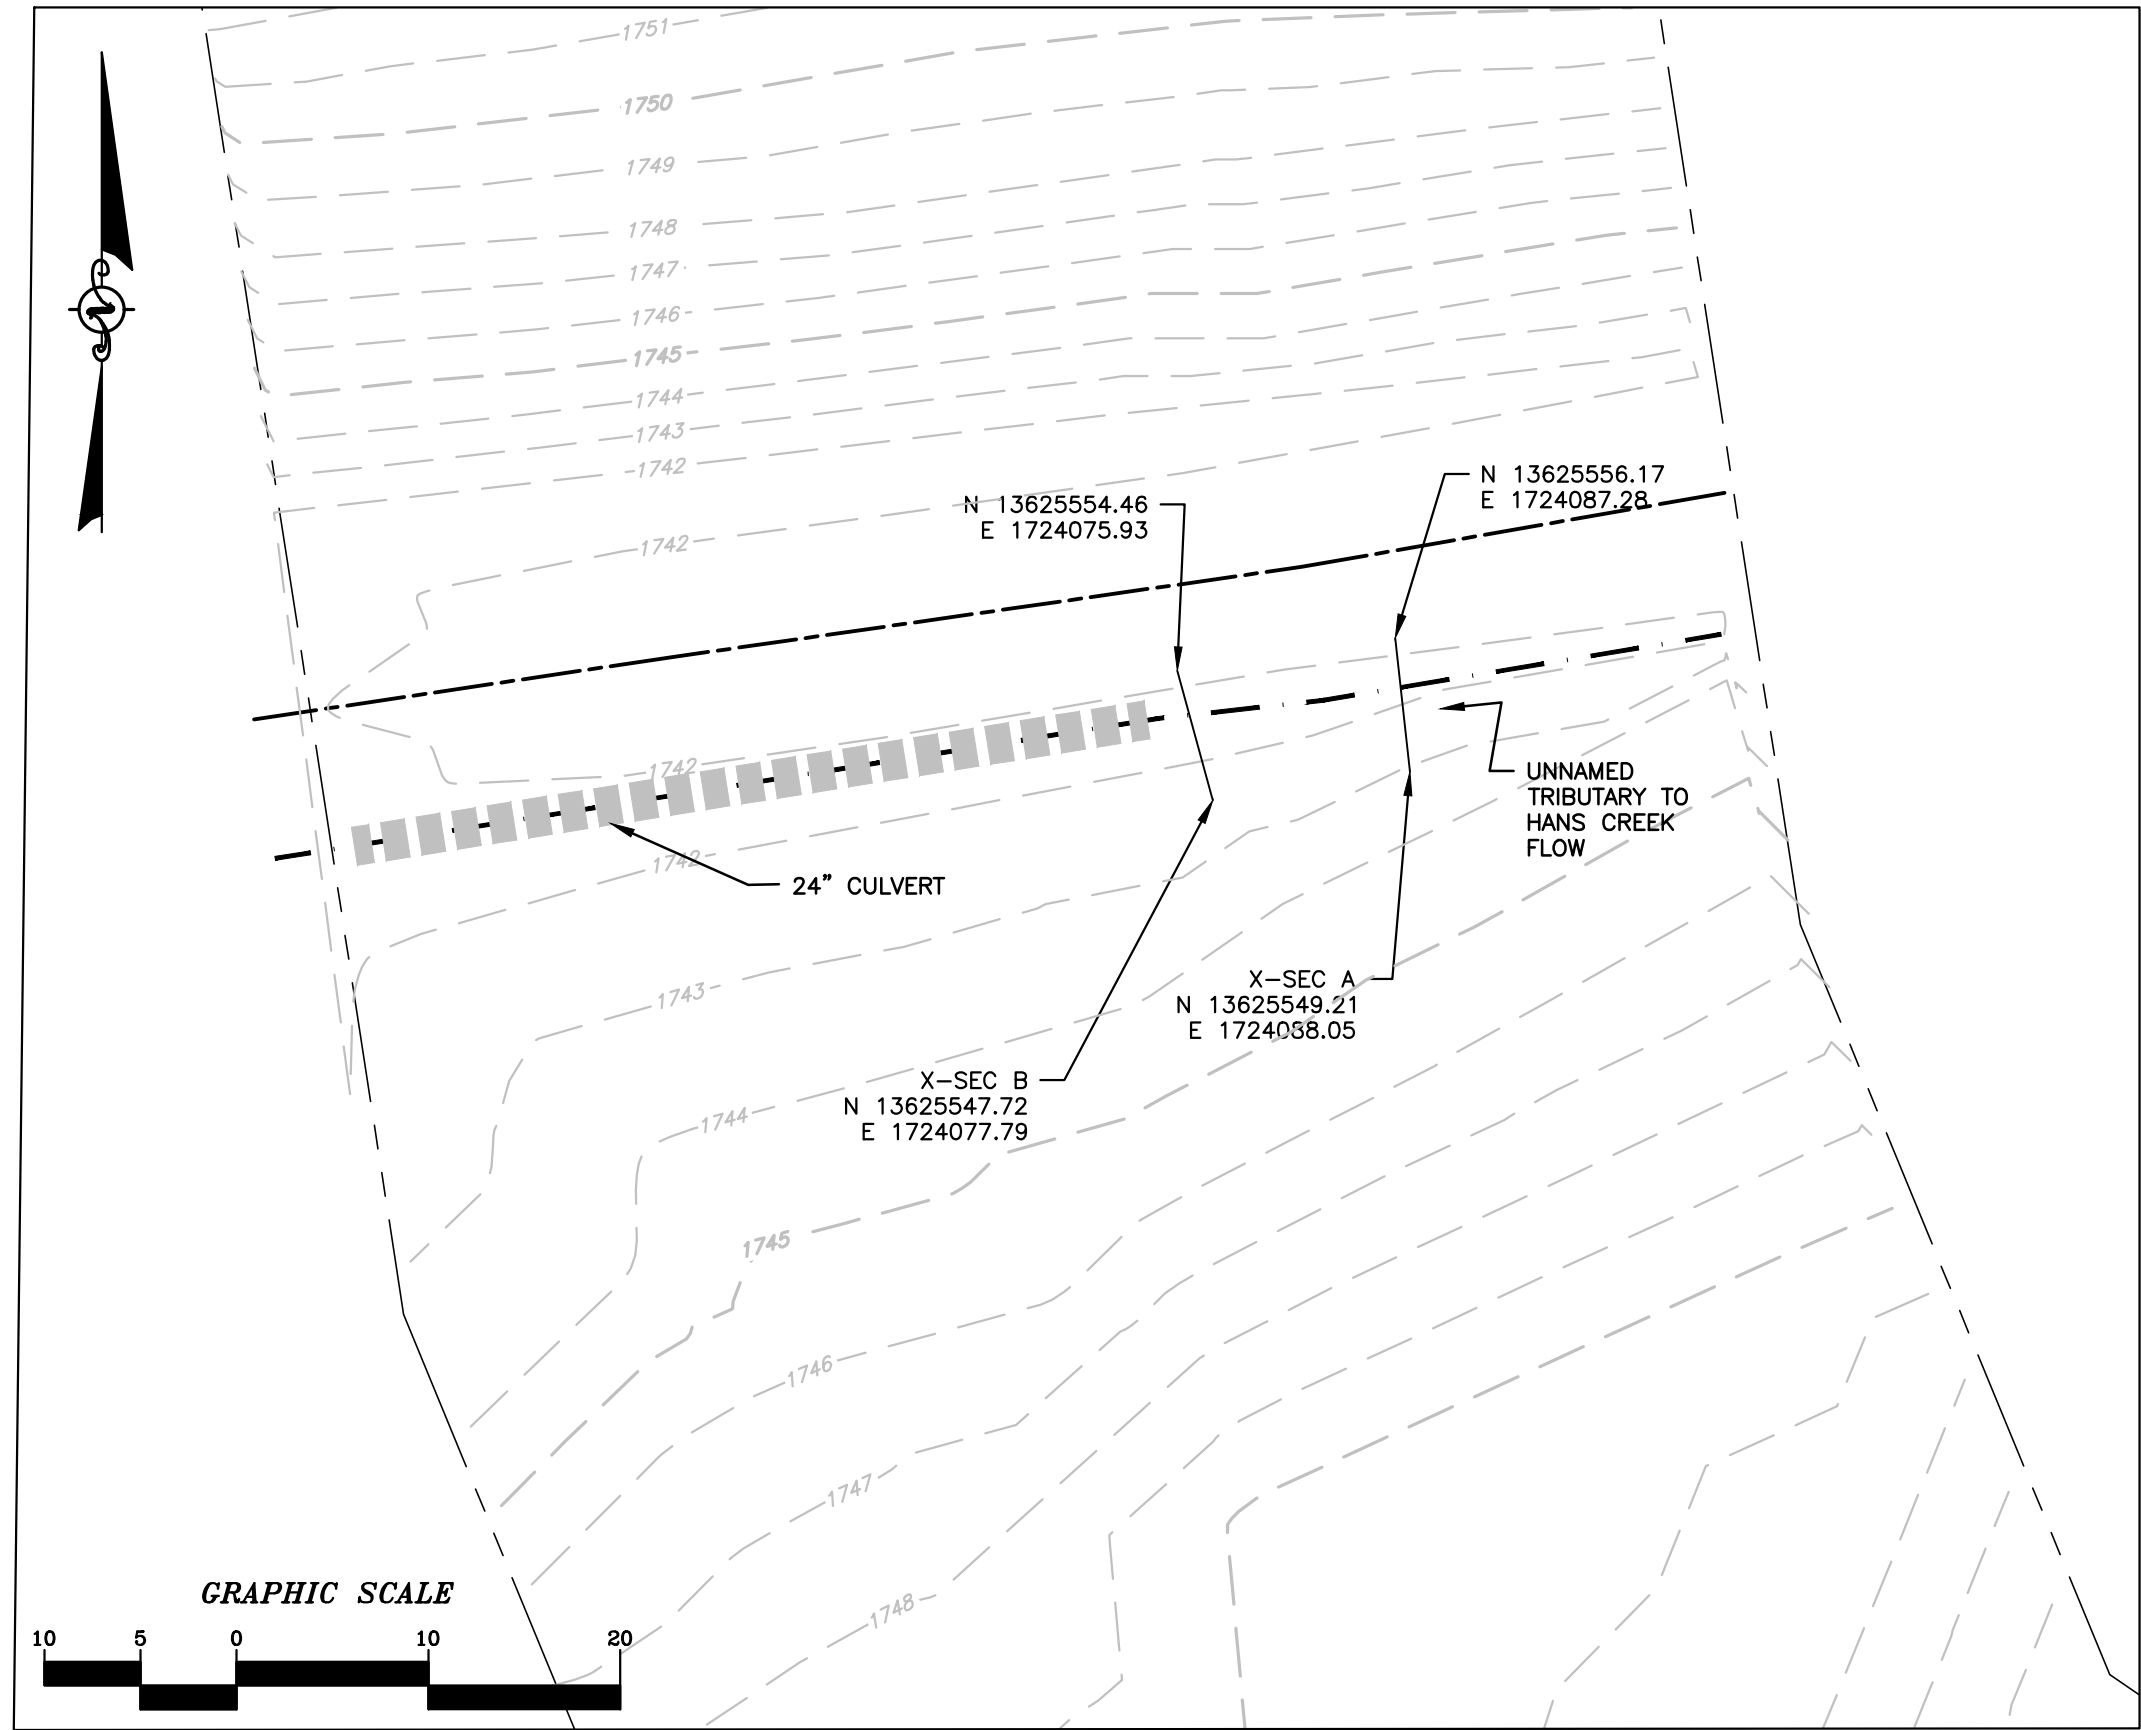 1751
1750
1749
1748
1747
1746
1745
1744
1743
1742
N 13625556.17
E 1724087.28
N 13625554.46
E 1724075.93
1742
1742
UNNAMED
TRIBUTARY TO
HANS CREEK
FLOW
1742
24" CULVERT
1743
X-SEC A
N 13625549.21
E 1724088.05
X-SEC B
N 13625547.72
E 1724077.79
1744
1745
1746
1747
1748
GRAPHIC SCALE
10 5 0 10 20